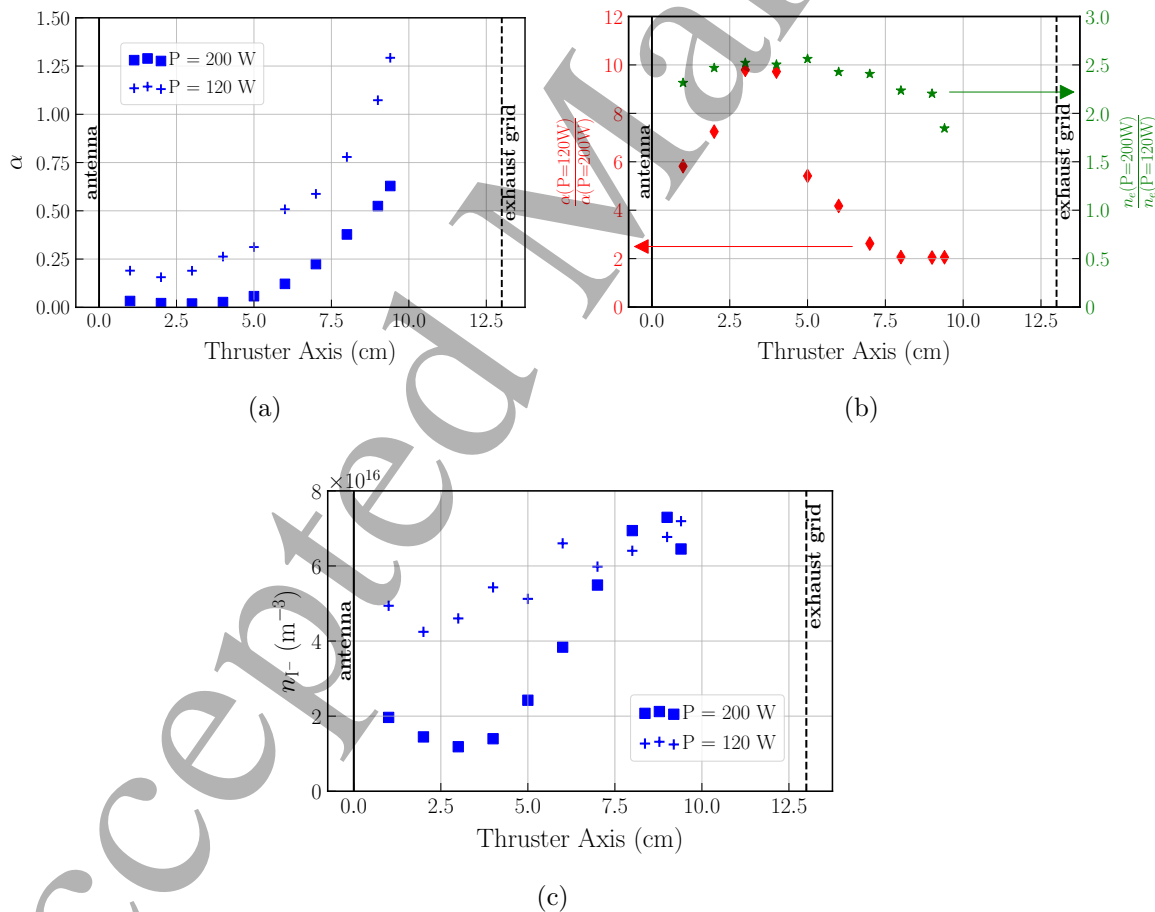 1.50
1.25
1.00
0.75
0.50
0.25
0.00
α
P = 200 W
P = 120 W
antenna
exhaust grid
0.0 2.5 5.0 7.5 10.0 12.5
Thruster Axis (cm)
(a)
12
10
8
6
4
2
0
α(P=120W)
α(P=200W)
antenna
exhaust grid
3.0
2.5
2.0
1.5
1.0
0.5
0
nₑ(P=200W)
nₑ(P=120W)
0.0 2.5 5.0 7.5 10.0 12.5
Thruster Axis (cm)
(b)
×10¹⁶
8
6
4
2
0
n_I⁻ (m⁻³)
antenna
exhaust grid
P = 200 W
P = 120 W
0.0 2.5 5.0 7.5 10.0 12.5
Thruster Axis (cm)
(c)